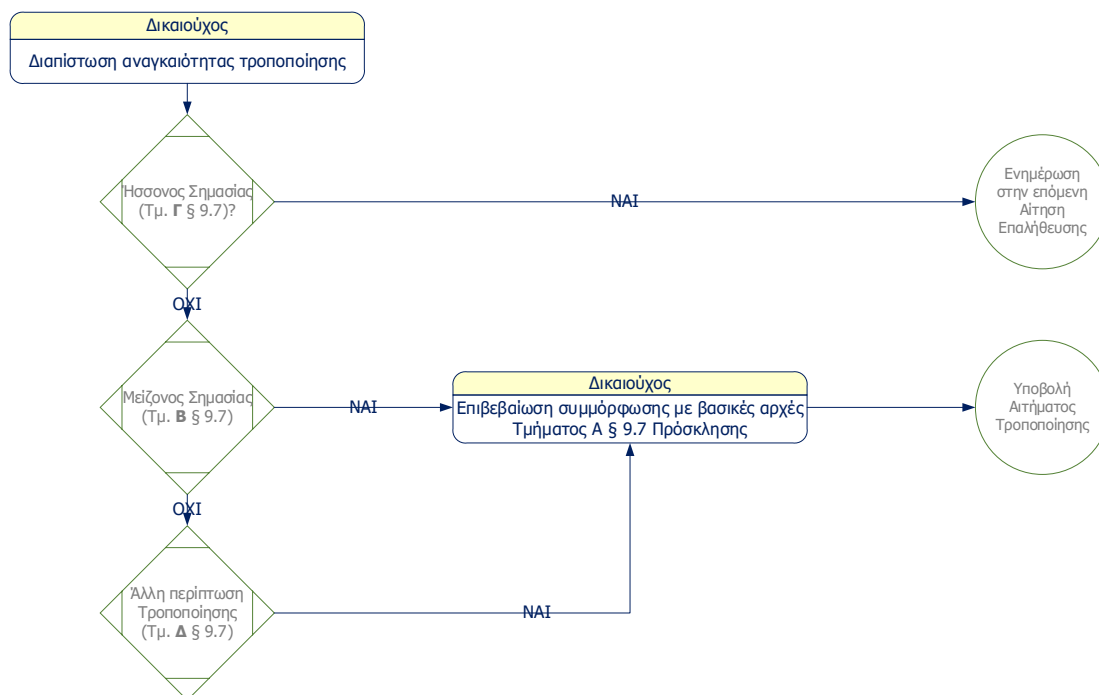 Δικαιούχος
Διαπίστωση αναγκαιότητας τροποποίησης
Ήσσονος Σημασίας
(Τμ. Γ § 9.7)?
ΝΑΙ
Ενημέρωση
στην επόμενη
Αίτηση
Επαλήθευσης
ΟΧΙ
Μείζονος Σημασίας
(Τμ. Β § 9.7)
ΝΑΙ
Δικαιούχος
Επιβεβαίωση συμμόρφωσης με βασικές αρχές
Τμήματος Α § 9.7 Πρόσκλησης
Υποβολή
Αιτήματος
Τροποποίησης
ΟΧΙ
Άλλη περίπτωση
Τροποποίησης
(Τμ. Δ § 9.7)
ΝΑΙ